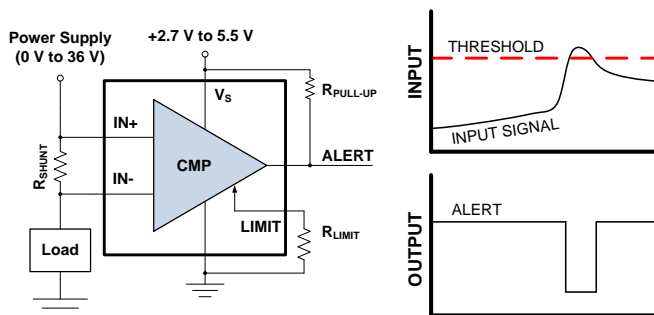 Power Supply
(0 V to 36 V)
+2.7 V to 5.5 V
VS
RPULL-UP
IN+
RSHUNT
CMP
ALERT
IN-
LIMIT
RLIMIT
Load
INPUT
THRESHOLD
INPUT SIGNAL
OUTPUT
ALERT